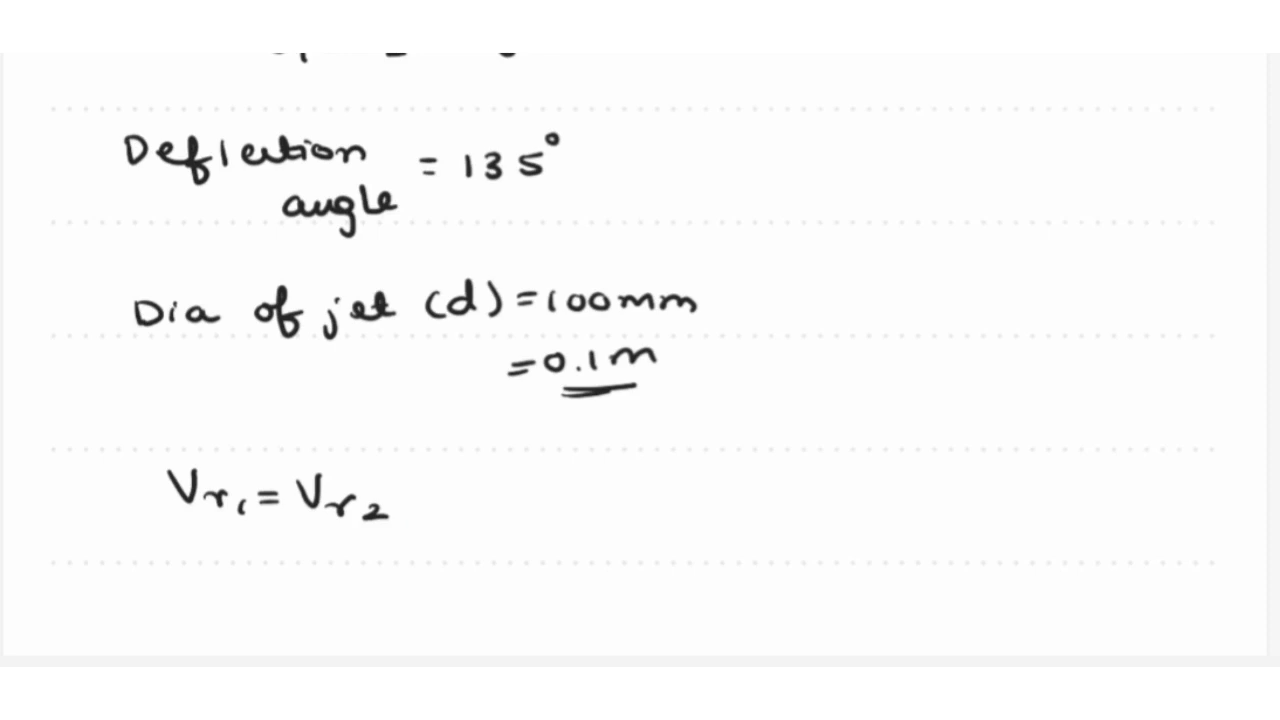 Deflection = 135°
angle
Dia of jet (d) = 100mm
= 0.1m
Vr₁ = Vr₂